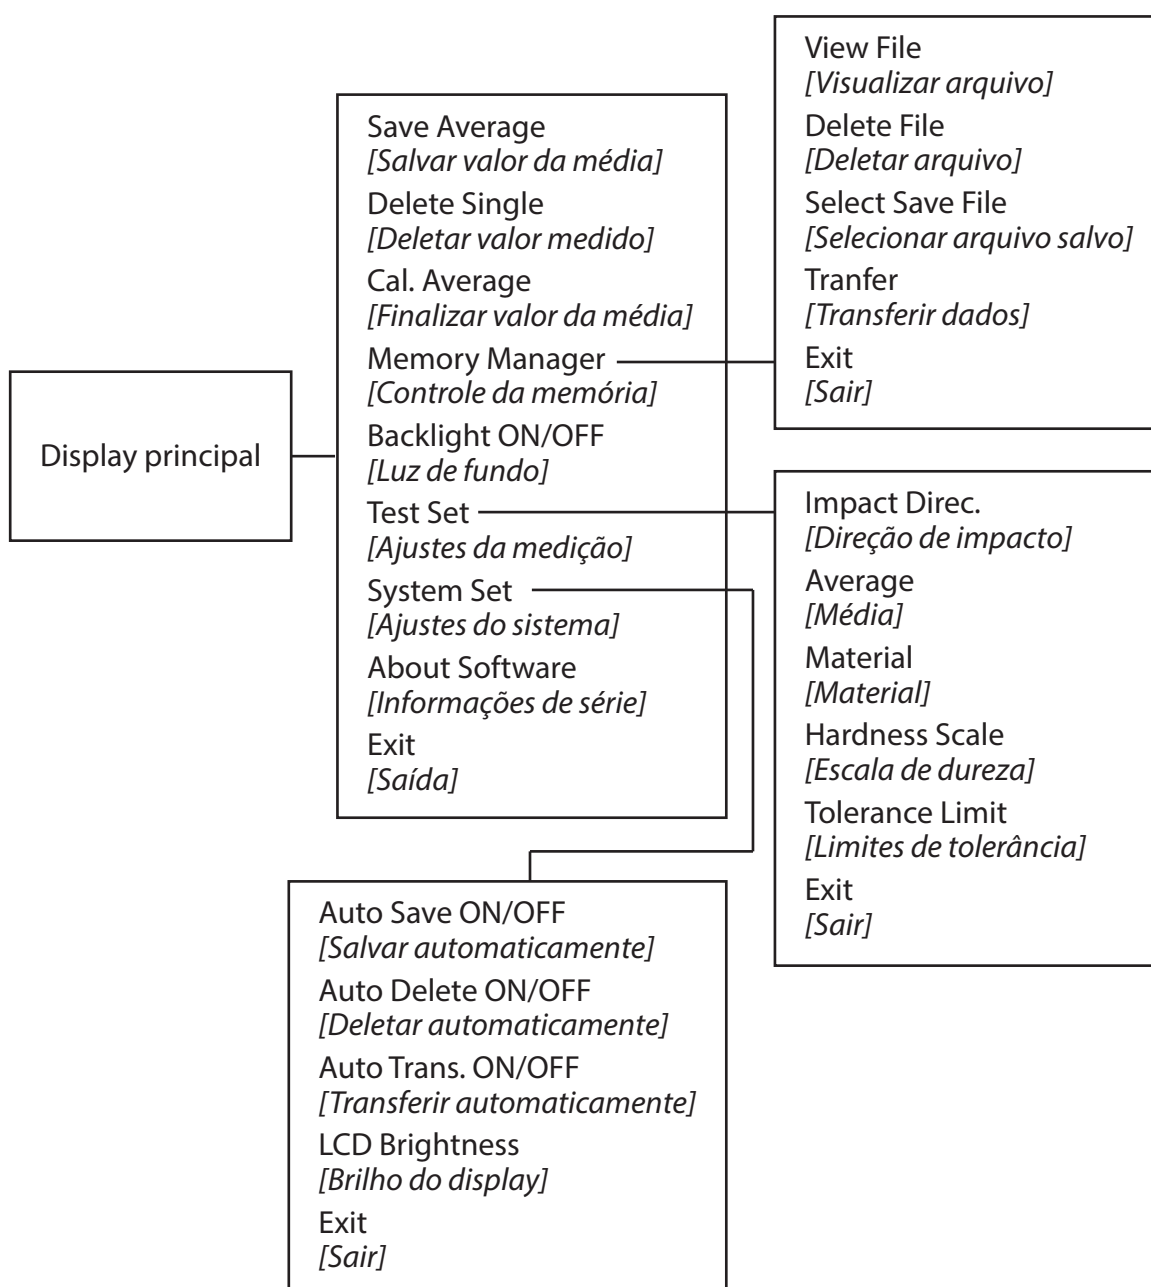 Display principal
Save Average
[Salvar valor da média]
Delete Single
[Deletar valor medido]
Cal. Average
[Finalizar valor da média]
Memory Manager
[Controle da memória]
Backlight ON/OFF
[Luz de fundo]
Test Set
[Ajustes da medição]
System Set
[Ajustes do sistema]
About Software
[Informações de série]
Exit
[Saída]
View File
[Visualizar arquivo]
Delete File
[Deletar arquivo]
Select Save File
[Selecionar arquivo salvo]
Tranfer
[Transferir dados]
Exit
[Sair]
Impact Direc.
[Direção de impacto]
Average
[Média]
Material
[Material]
Hardness Scale
[Escala de dureza]
Tolerance Limit
[Limites de tolerância]
Exit
[Sair]
Auto Save ON/OFF
[Salvar automaticamente]
Auto Delete ON/OFF
[Deletar automaticamente]
Auto Trans. ON/OFF
[Transferir automaticamente]
LCD Brightness
[Brilho do display]
Exit
[Sair]